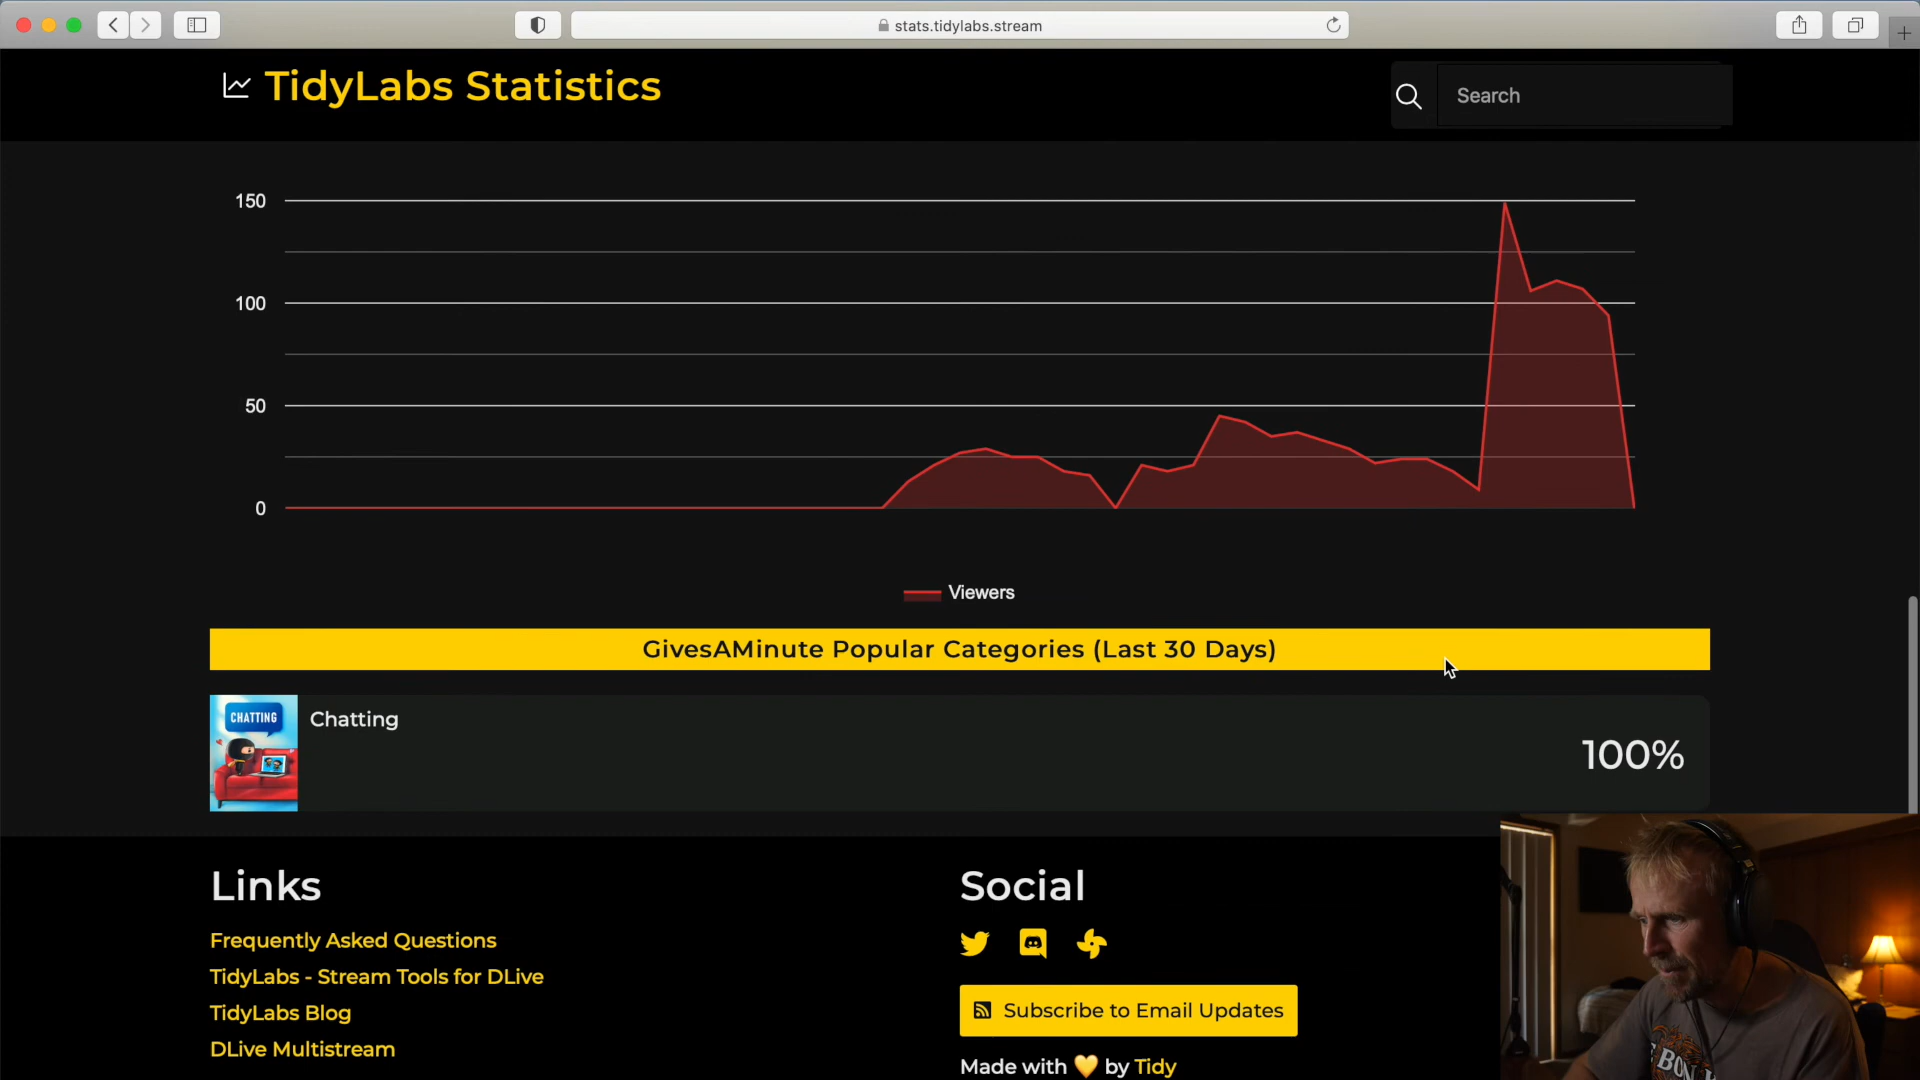 stats.tidylabs.stream
TidyLabs Statistics
Search
150
100
50
0
Viewers
GivesAMinute Popular Categories (Last 30 Days)
CHATTING
Chatting
100%
Links
Frequently Asked Questions
TidyLabs - Stream Tools for DLive
TidyLabs Blog
DLive Multistream
Social
Subscribe to Email Updates
Made with 💛 by Tidy